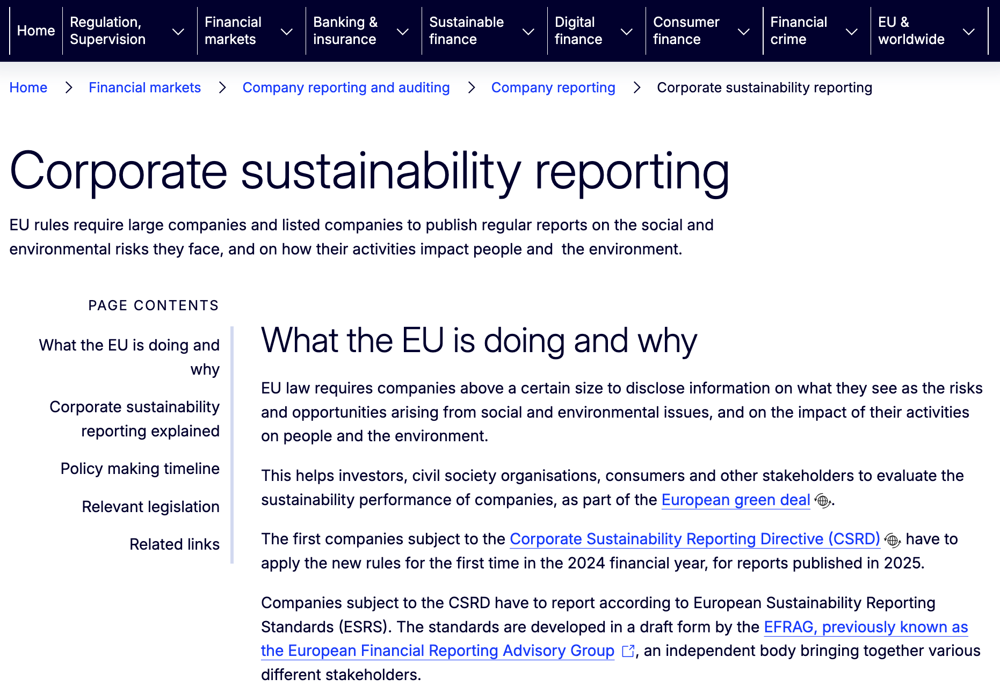 Home
Regulation,
Supervision
Financial
markets
Banking &
insurance
Sustainable
finance
Digital
finance
Consumer
finance
Financial
crime
EU &
worldwide
Home > Financial markets > Company reporting and auditing > Company reporting > Corporate sustainability reporting
Corporate sustainability reporting
EU rules require large companies and listed companies to publish regular reports on the social and
environmental risks they face, and on how their activities impact people and  the environment.
PAGE CONTENTS
What the EU is doing and
why
Corporate sustainability
reporting explained
Policy making timeline
Relevant legislation
Related links
What the EU is doing and why
EU law requires companies above a certain size to disclose information on what they see as the risks
and opportunities arising from social and environmental issues, and on the impact of their activities
on people and the environment.
This helps investors, civil society organisations, consumers and other stakeholders to evaluate the
sustainability performance of companies, as part of the European green deal.
The first companies subject to the Corporate Sustainability Reporting Directive (CSRD) have to
apply the new rules for the first time in the 2024 financial year, for reports published in 2025.
Companies subject to the CSRD have to report according to European Sustainability Reporting
Standards (ESRS). The standards are developed in a draft form by the EFRAG, previously known as
the European Financial Reporting Advisory Group, an independent body bringing together various
different stakeholders.